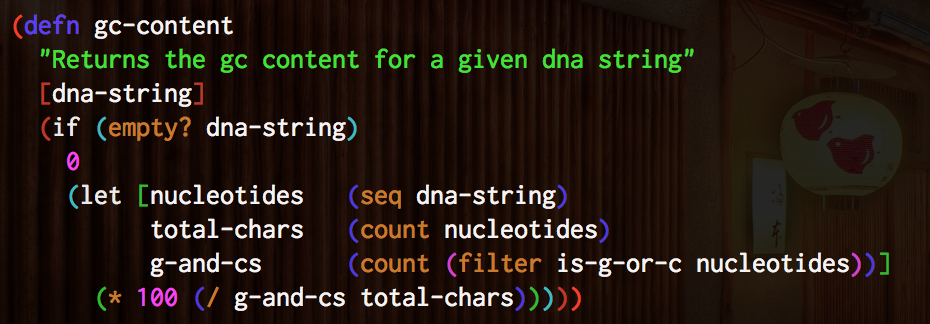 (defn gc-content
  "Returns the gc content for a given dna string"
  [dna-string]
  (if (empty? dna-string)
    0
    (let [nucleotides   (seq dna-string)
          total-chars   (count nucleotides)
          g-and-cs      (count (filter is-g-or-c nucleotides))]
      (* 100 (/ g-and-cs total-chars)))))